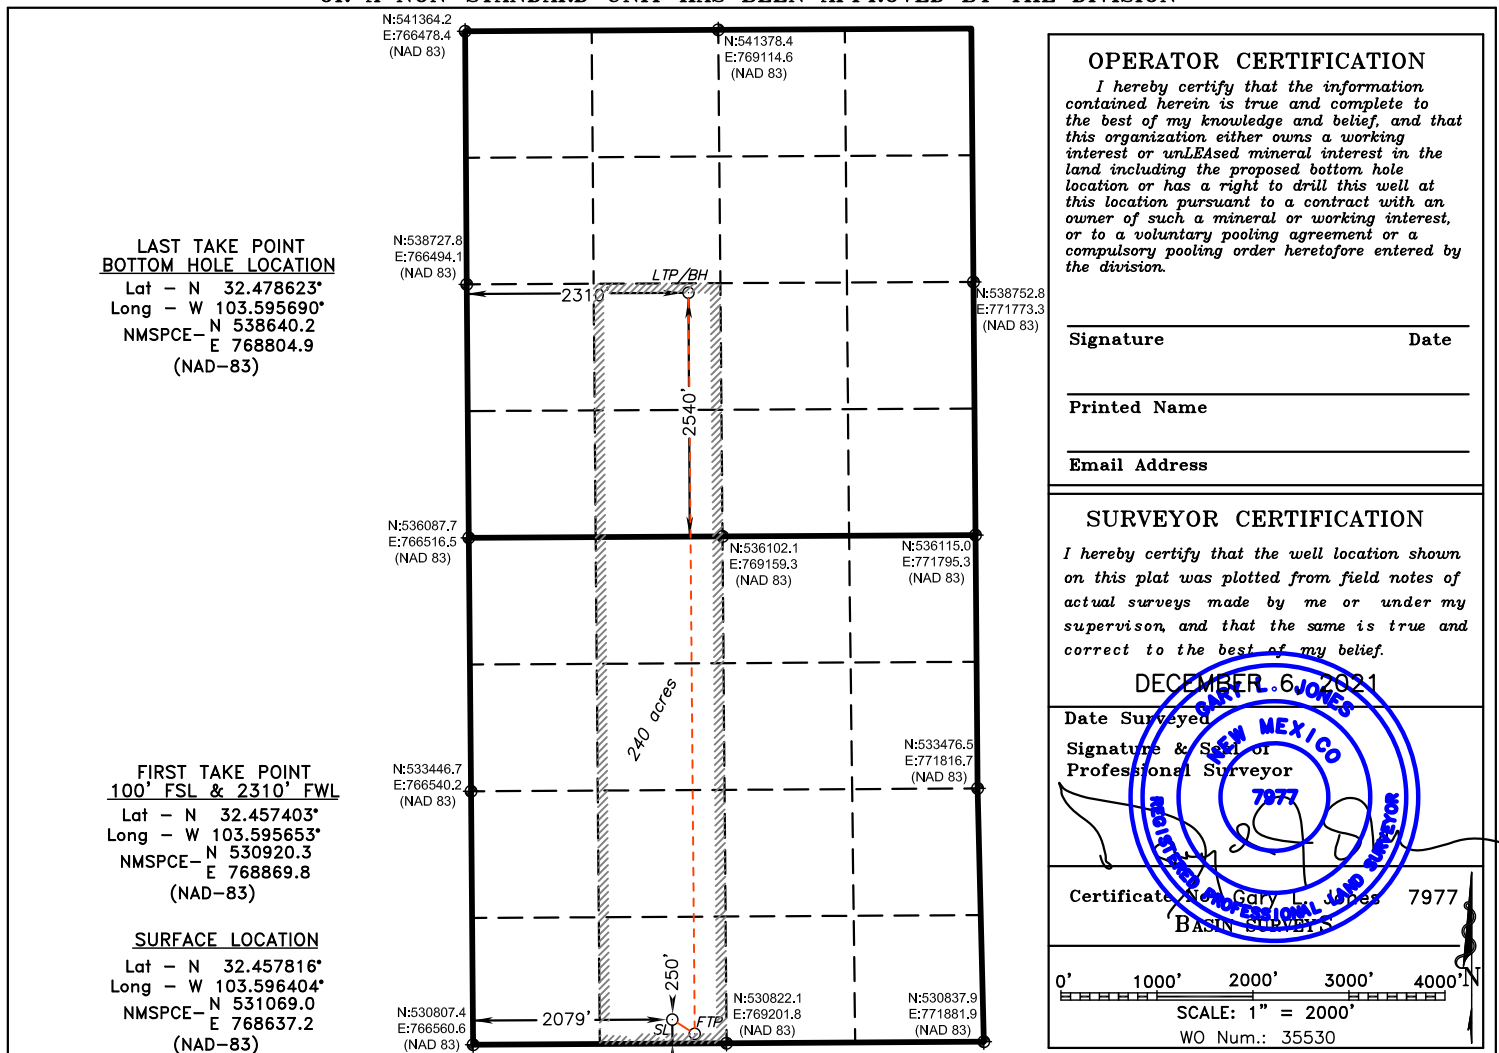 OR A NON-STANDARD UNIT HAS BEEN APPROVED BY THE DIVISION
N:541364.2
E:766478.4
(NAD 83)
N:541378.4
E:769114.6
(NAD 83)
LAST TAKE POINT
BOTTOM HOLE LOCATION
Lat - N 32.478623°
Long - W 103.595690°
NMSPCE- N 538640.2
E 768804.9
(NAD-83)
N:538727.8
E:766494.1
(NAD 83)
LTP/BH
2310
N:538752.8
E:771773.3
(NAD 83)
2540'
N:536087.7
E:766516.5
(NAD 83)
N:536102.1
E:769159.3
(NAD 83)
N:536115.0
E:771795.3
(NAD 83)
240 acres
N:533446.7
E:766540.2
(NAD 83)
N:533476.5
E:771816.7
(NAD 83)
FIRST TAKE POINT
100' FSL & 2310' FWL
Lat - N 32.457403°
Long - W 103.595653°
NMSPCE- N 530920.3
E 768869.8
(NAD-83)
SURFACE LOCATION
Lat - N 32.457816°
Long - W 103.596404°
NMSPCE- N 531069.0
E 768637.2
(NAD-83)
N:530807.4
E:766560.6
(NAD 83)
2079'
250'
SL
FTP
N:530822.1
E:769201.8
(NAD 83)
N:530837.9
E:771881.9
(NAD 83)
OPERATOR CERTIFICATION
I hereby certify that the information
contained herein is true and complete to
the best of my knowledge and belief, and that
this organization either owns a working
interest or unLEAsed mineral interest in the
land including the proposed bottom hole
location or has a right to drill this well at
this location pursuant to a contract with an
owner of such a mineral or working interest,
or to a voluntary pooling agreement or a
compulsory pooling order heretofore entered by
the division.
Signature Date
Printed Name
Email Address
SURVEYOR CERTIFICATION
I hereby certify that the well location shown
on this plat was plotted from field notes of
actual surveys made by me or under my
supervison, and that the same is true and
correct to the best of my belief.
DECEMBER 6, 2021
Date Surveyed
Signature & Seal of
Professional Surveyor
GARY L. JONES
NEW MEXICO
7977
REGISTERED PROFESSIONAL LAND SURVEYOR
Certificate No. Gary L. Jones 7977
BASIN SURVEYS
0' 1000' 2000' 3000' 4000'
N
SCALE: 1" = 2000'
WO Num.: 35530